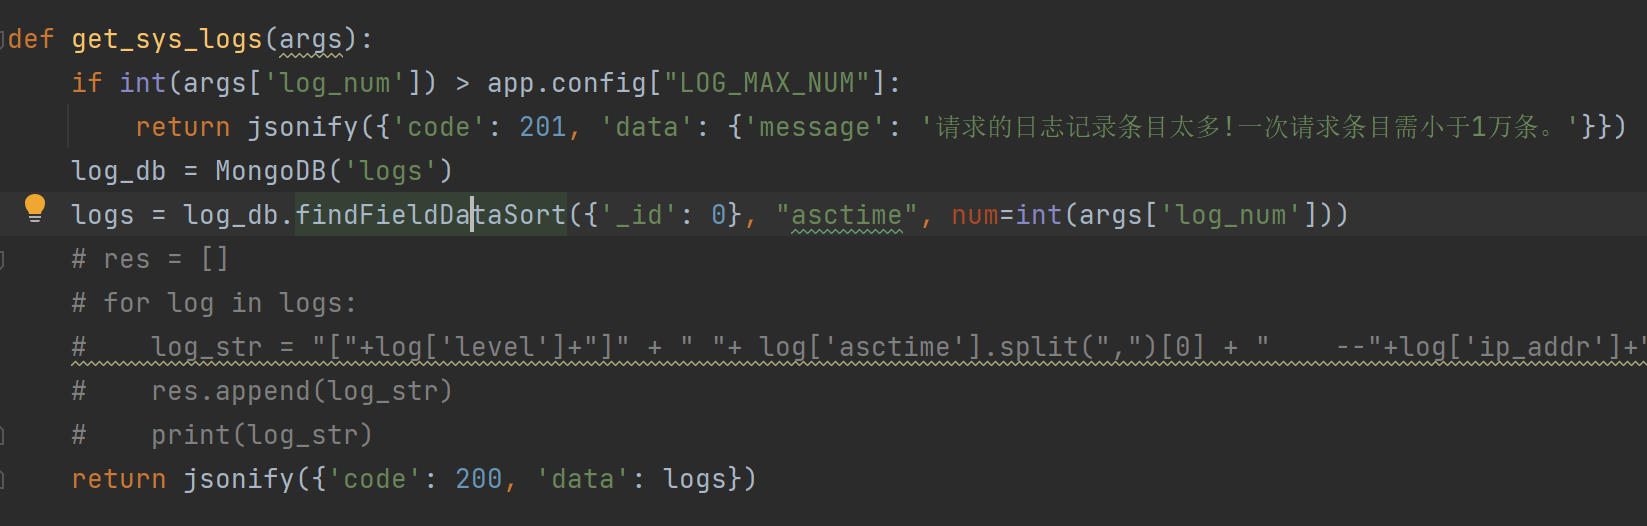 def get_sys_logs(args):
    if int(args['log_num']) > app.config["LOG_MAX_NUM"]:
        return jsonify({'code': 201, 'data': {'message': '请求的日志记录条目太多!一次请求条目需小于1万条。'}})
    log_db = MongoDB('logs')
    logs = log_db.findFieldDataSort({'_id': 0}, "asctime", num=int(args['log_num']))
    # res = []
    # for log in logs:
    #    log_str = "["+log['level']+"]" + " "+ log['asctime'].split(",")[0] + "    --"+log['ip_addr']+"
    #    res.append(log_str)
    #    print(log_str)
    return jsonify({'code': 200, 'data': logs})